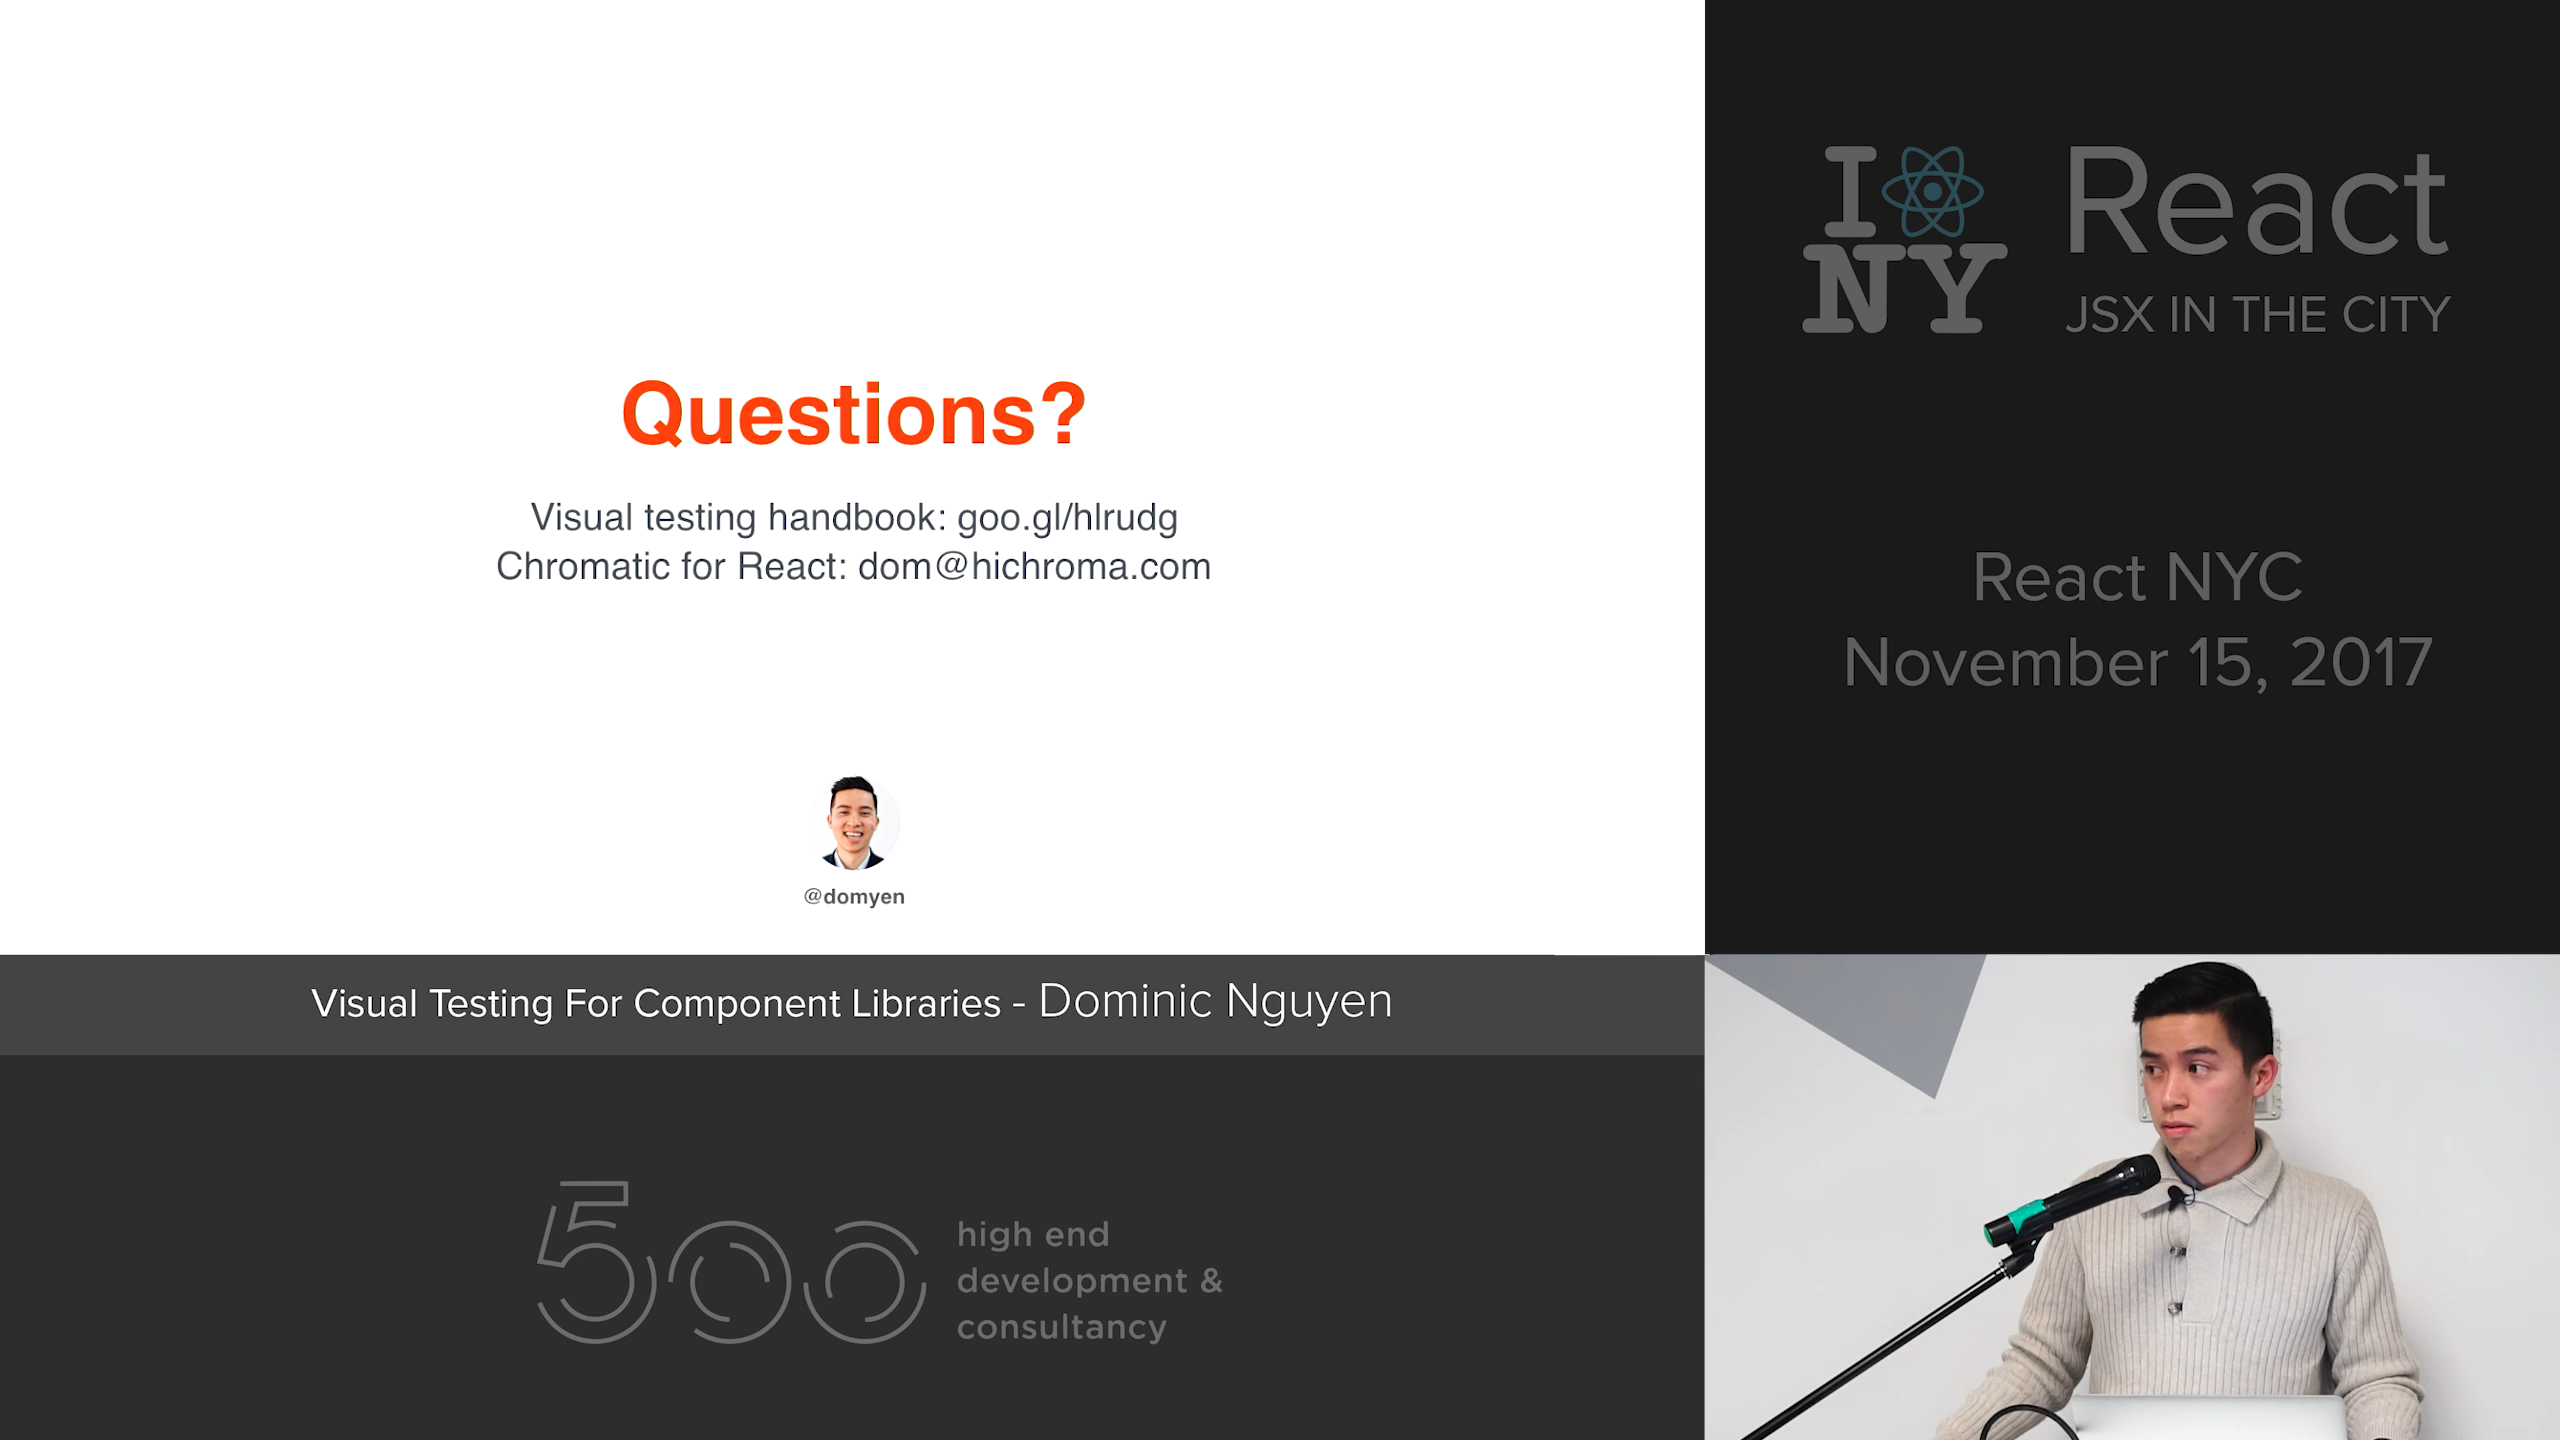 Questions?
Visual testing handbook: goo.gl/hlrudg
Chromatic for React: dom@hichroma.com
@domyen
I NY
React
JSX IN THE CITY
React NYC
November 15, 2017
Visual Testing For Component Libraries - Dominic Nguyen
500
high end
development &
consultancy